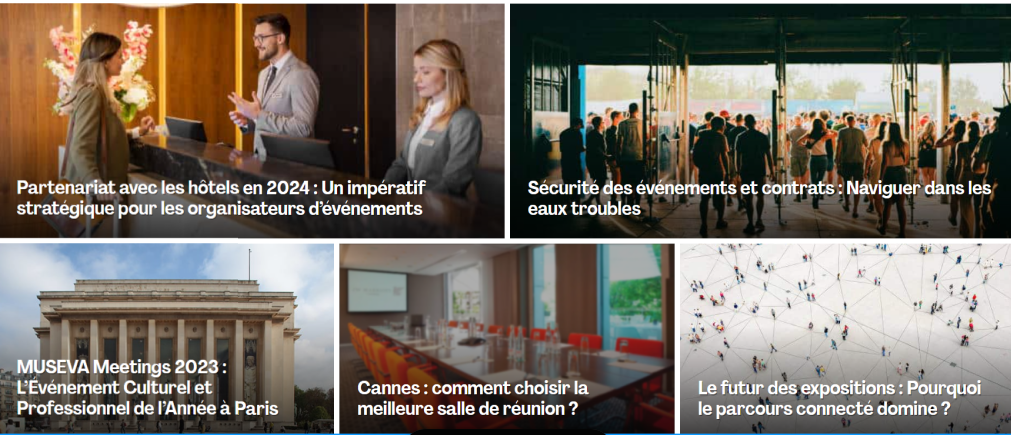 Partenariat avec les hôtels en 2024 : Un impératif
stratégique pour les organisateurs d'événements
Sécurité des événements et contrats : Naviguer dans les
eaux troubles
MUSEVA Meetings 2023 :
L'Evénement Culturel et
Professionnel de l'Année à Paris
Cannes : comment choisir la
meilleure salle de réunion ?
Le futur des expositions : Pourquoi
le parcours connecté domine ?